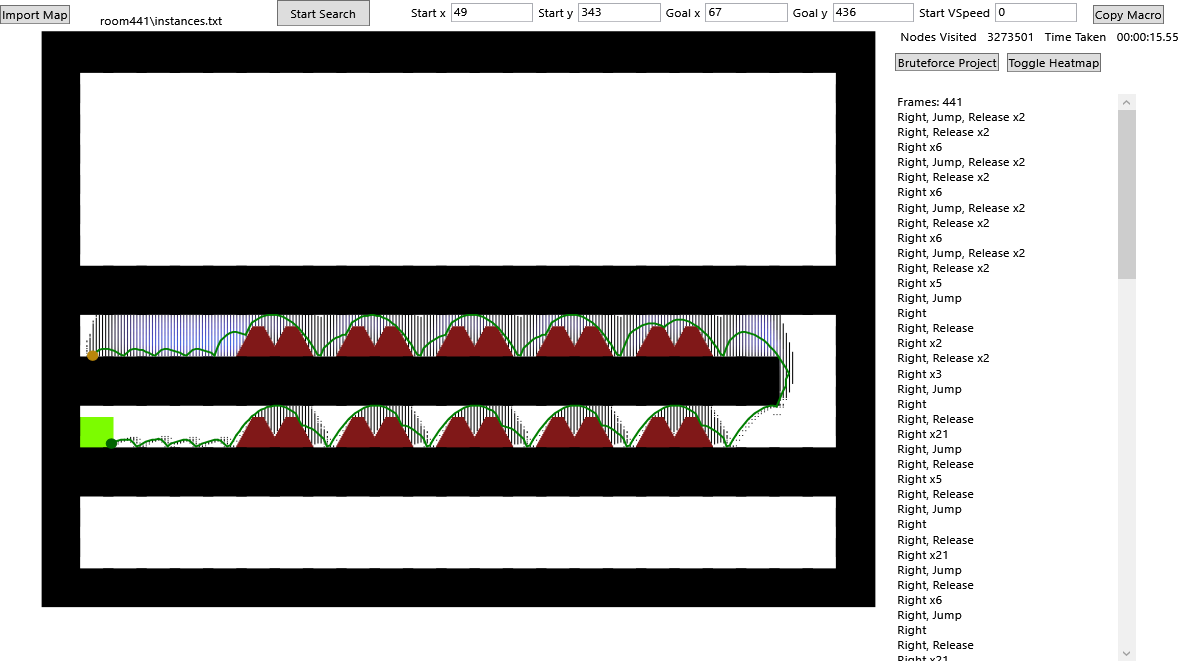 Import Map room441\instances.txt Start Search Start x 49 Start y 343 Goal x 67 Goal y 436 Start VSpeed 0 Copy Macro
Nodes Visited 3273501 Time Taken 00:00:15.55
Bruteforce Project Toggle Heatmap
Frames: 441
Right, Jump, Release x2
Right, Release x2
Right x6
Right, Jump, Release x2
Right, Release x2
Right x6
Right, Jump, Release x2
Right, Release x2
Right x6
Right, Jump, Release x2
Right, Release x2
Right x5
Right, Jump
Right
Right, Release
Right x2
Right, Release x2
Right x3
Right, Jump
Right
Right, Release
Right x21
Right, Jump
Right, Release
Right x5
Right, Release
Right, Jump
Right
Right, Release
Right x21
Right, Jump
Right, Release
Right x6
Right, Jump
Right
Right, Release
Right x21